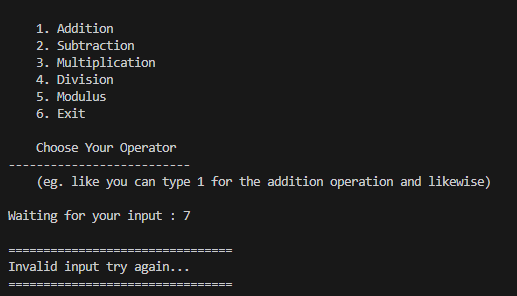 1. Addition
2. Subtraction
3. Multiplication
4. Division
5. Modulus
6. Exit
Choose Your Operator
--------------------------
(eg. like you can type 1 for the addition operation and likewise)
Waiting for your input : 7
================================
Invalid input try again...
================================